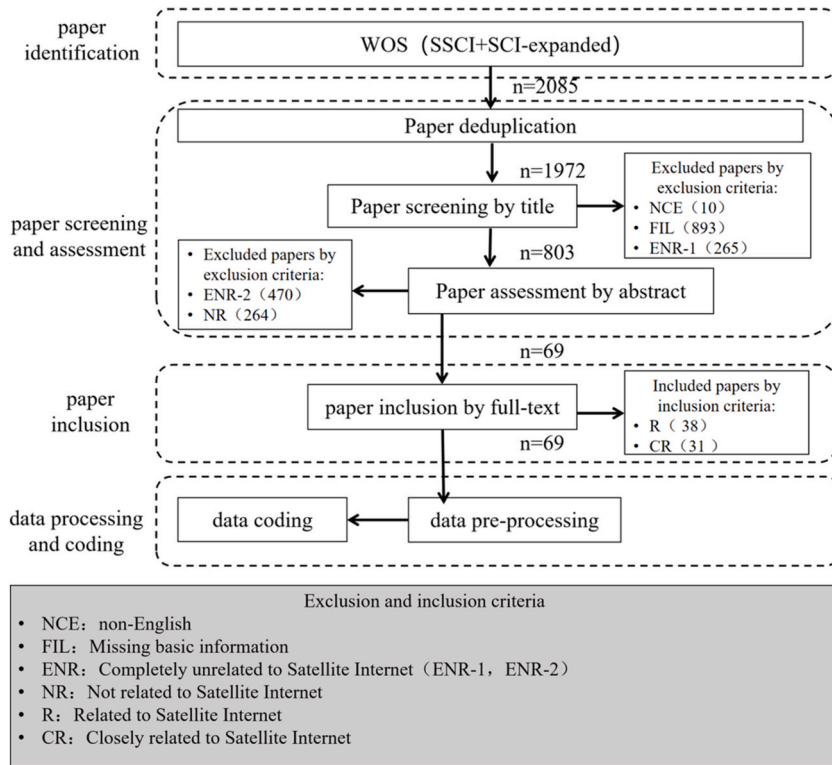 paper
identification
WOS（SSCI+SCI-expanded）
n=2085
Paper deduplication
n=1972
Excluded papers by
exclusion criteria:
• NCE（10）
• FIL（893）
• ENR-1（265）
Paper screening by title
paper screening
and assessment
n=803
• Excluded papers by
exclusion criteria:
• ENR-2（470）
• NR（264）
Paper assessment by abstract
n=69
paper
inclusion
paper inclusion by full-text
Included papers by
inclusion criteria:
• R（ 38）
• CR（31 ）
n=69
data processing
and coding
data coding
data pre-processing
Exclusion and inclusion criteria
• NCE：non-English
• FIL：Missing basic information
• ENR：Completely unrelated to Satellite Internet（ENR-1，ENR-2）
• NR：Not related to Satellite Internet
• R：Related to Satellite Internet
• CR：Closely related to Satellite Internet